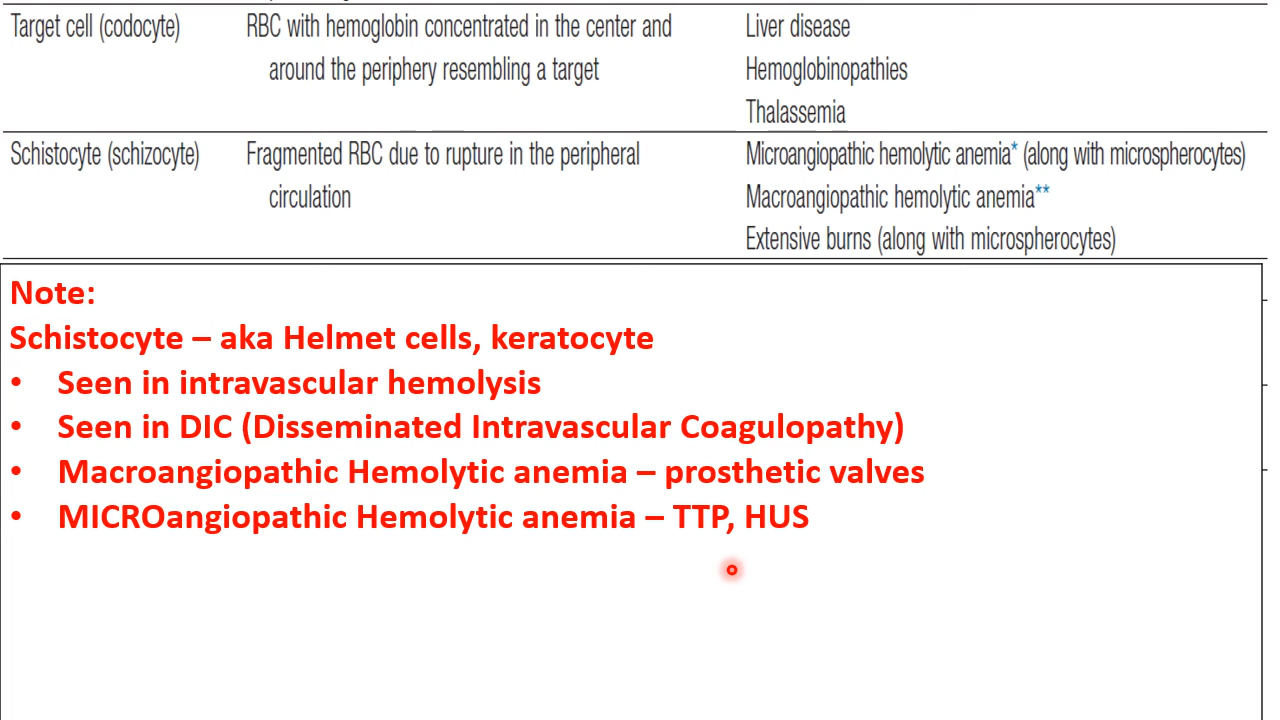 Target cell (codocyte) RBC with hemoglobin concentrated in the center and Liver disease
around the periphery resembling a target Hemoglobinopathies
Thalassemia
Schistocyte (schizocyte) Fragmented RBC due to rupture in the peripheral Microangiopathic hemolytic anemia* (along with microspherocytes)
circulation Macroangiopathic hemolytic anemia**
Extensive burns (along with microspherocytes)
Note:
Schistocyte – aka Helmet cells, keratocyte
• Seen in intravascular hemolysis
• Seen in DIC (Disseminated Intravascular Coagulopathy)
• Macroangiopathic Hemolytic anemia – prosthetic valves
• MICROangiopathic Hemolytic anemia – TTP, HUS